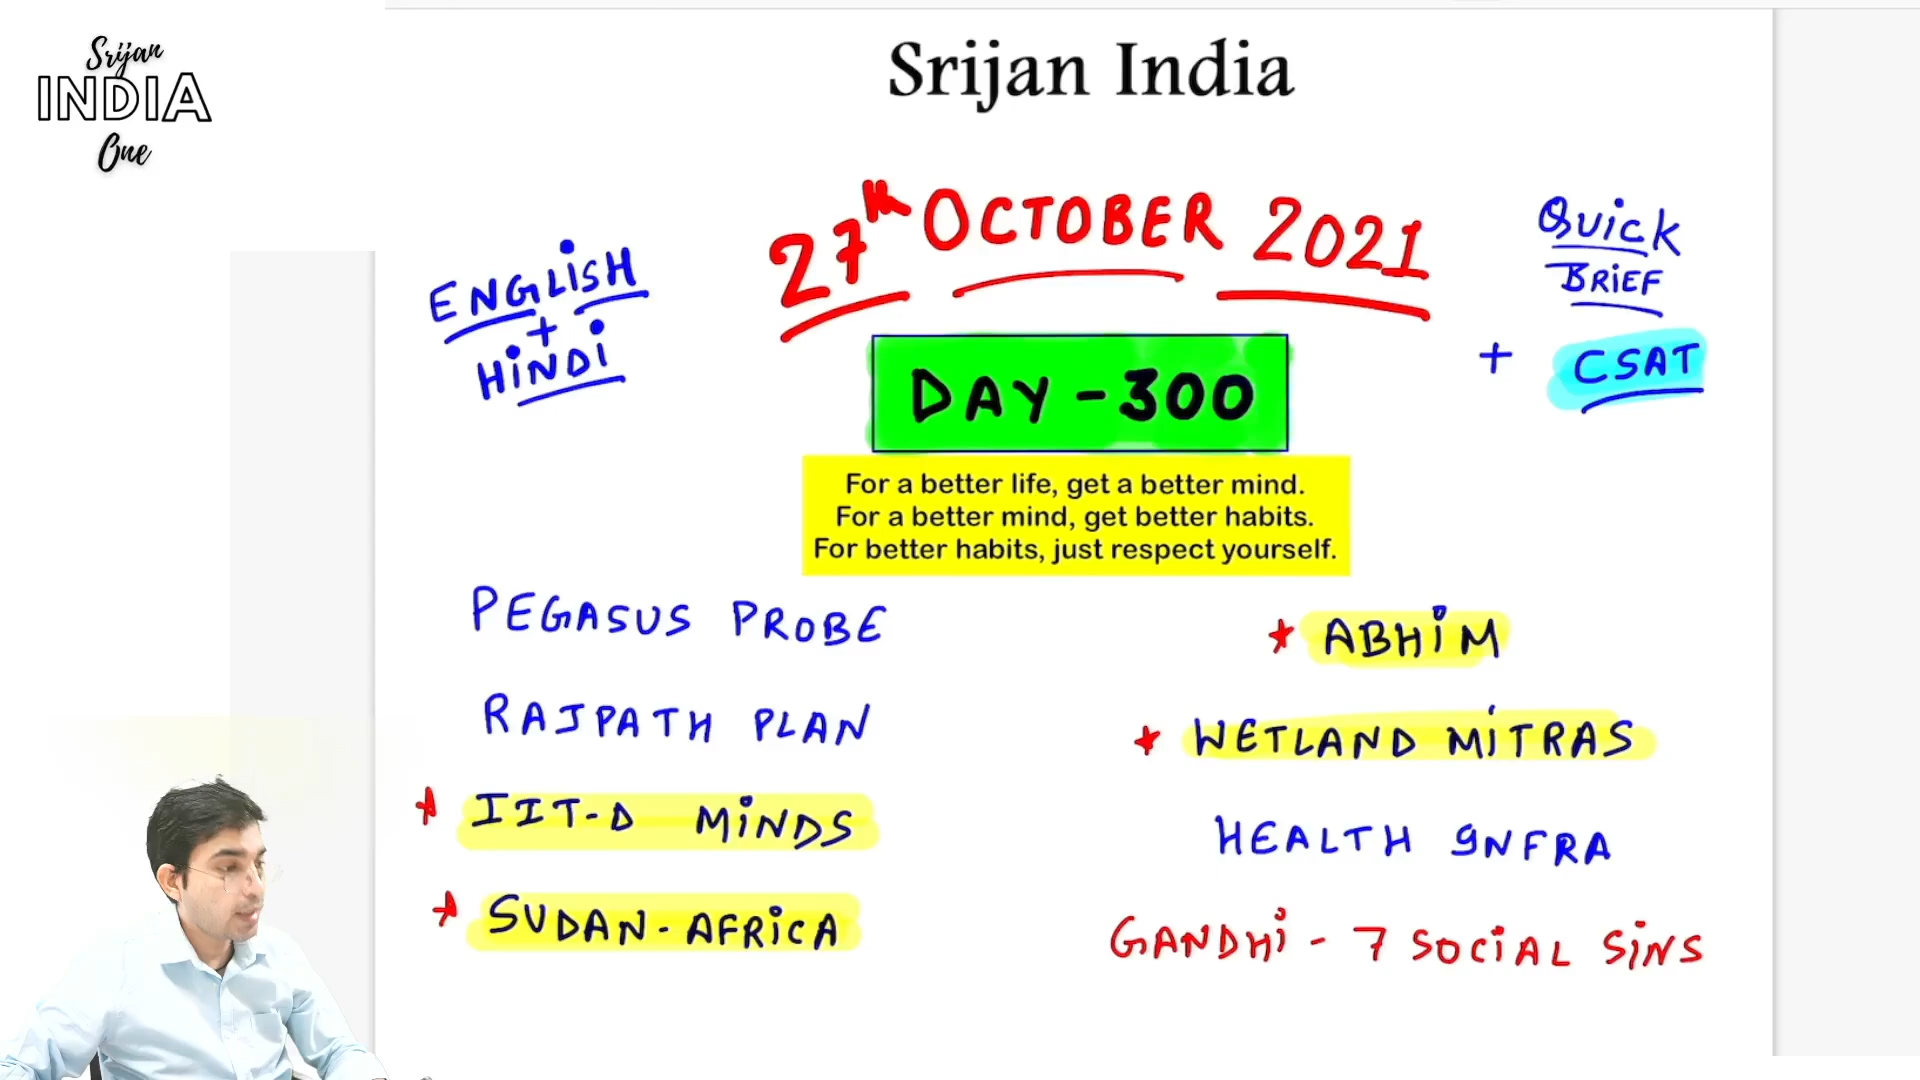 Srijan
INDIA
One
Srijan India
27th OCTOBER 2021
ENGLiSH
+
HiNDi
QUicK
BRiEF
+ CSAT
DAY - 300
For a better life, get a better mind.
For a better mind, get better habits.
For better habits, just respect yourself.
PEGASUS PROBE
RAJPATH PLAN
★ IIT-D MiNDS
★ SUDAN-AFRiCA
★ ABHiM
★ WETLAND MiTRAS
HEALTH INFRA
GANDHi - 7 SOCiAL SiNS